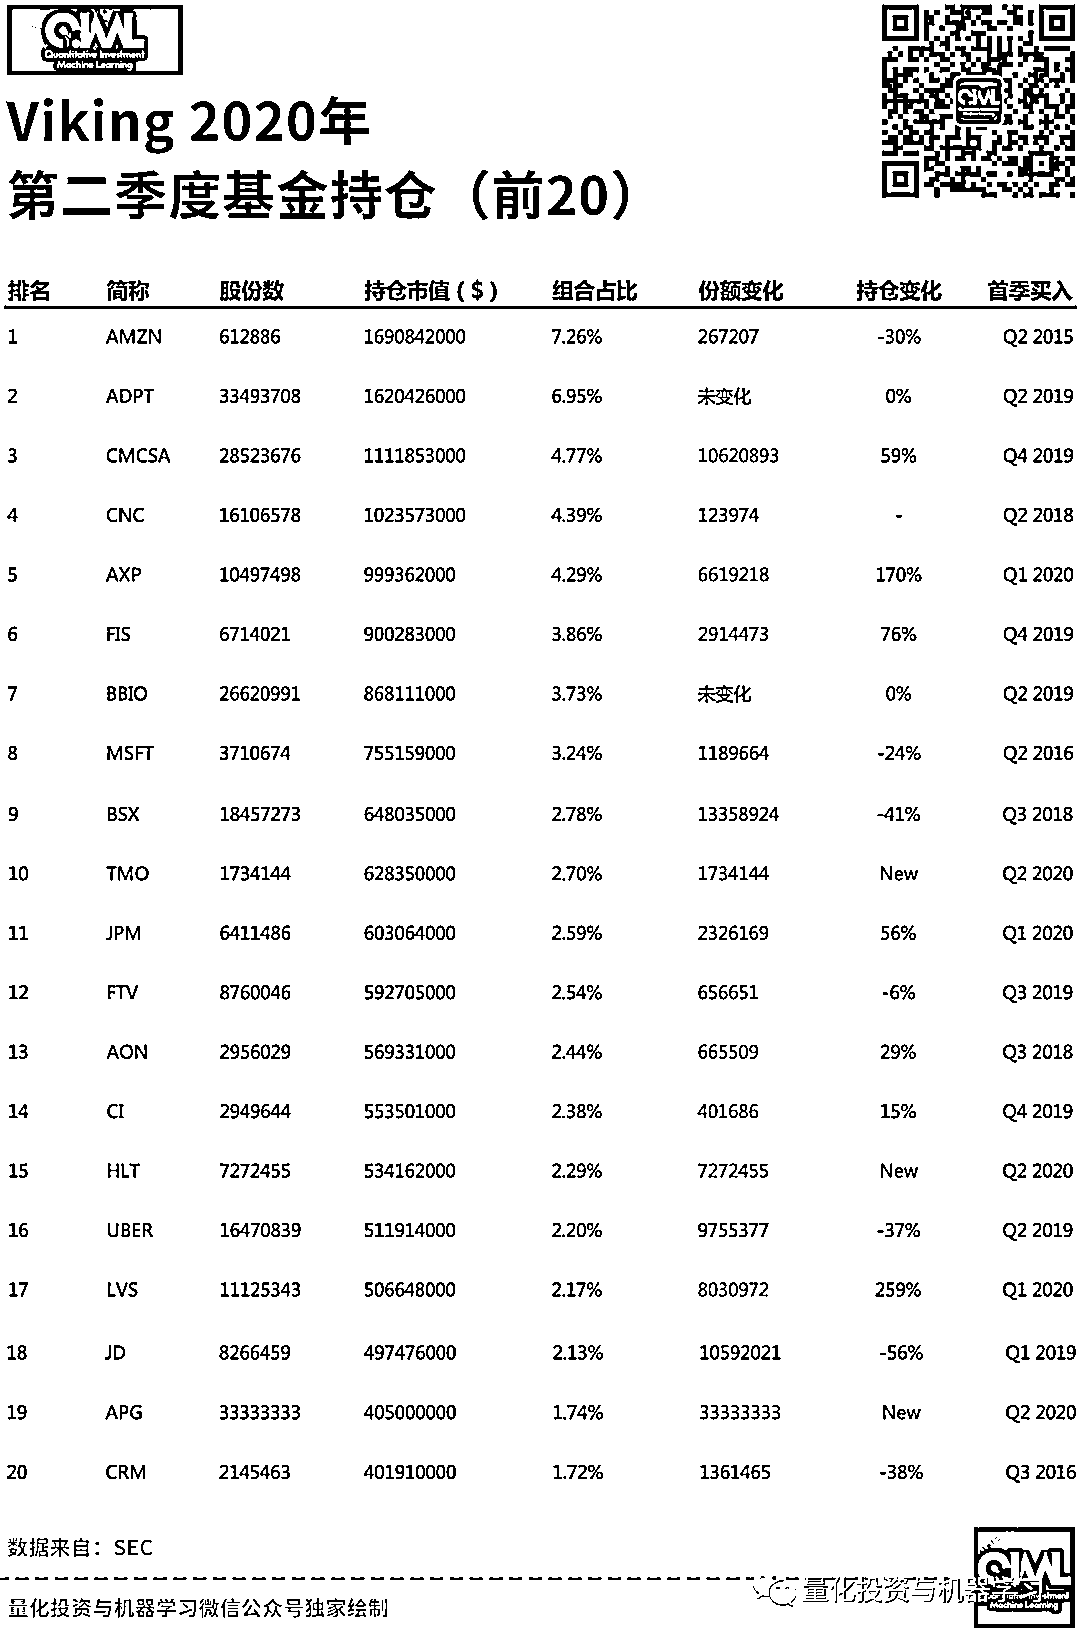 QIML
Quantitative Investment
Machine Learning
QIML
Viking 2020年
第二季度基金持仓（前20）
排名 简称 股份数 持仓市值 ( $ ) 组合占比 份额变化 持仓变化 首季买入
1 AMZN 612886 1690842000 7.26% 267207 -30% Q2 2015
2 ADPT 33493708 1620426000 6.95% 未变化 0% Q2 2019
3 CMCSA 28523676 1111853000 4.77% 10620893 59% Q4 2019
4 CNC 16106578 1023573000 4.39% 123974 - Q2 2018
5 AXP 10497498 999362000 4.29% 6619218 170% Q1 2020
6 FIS 6714021 900283000 3.86% 2914473 76% Q4 2019
7 BBIO 26620991 868111000 3.73% 未变化 0% Q2 2019
8 MSFT 3710674 755159000 3.24% 1189664 -24% Q2 2016
9 BSX 18457273 648035000 2.78% 13358924 -41% Q3 2018
10 TMO 1734144 628350000 2.70% 1734144 New Q2 2020
11 JPM 6411486 603064000 2.59% 2326169 56% Q1 2020
12 FTV 8760046 592705000 2.54% 656651 -6% Q3 2019
13 AON 2956029 569331000 2.44% 665509 29% Q3 2018
14 CI 2949644 553501000 2.38% 401686 15% Q4 2019
15 HLT 7272455 534162000 2.29% 7272455 New Q2 2020
16 UBER 16470839 511914000 2.20% 9755377 -37% Q2 2019
17 LVS 11125343 506648000 2.17% 8030972 259% Q1 2020
18 JD 8266459 497476000 2.13% 10592021 -56% Q1 2019
19 APG 33333333 405000000 1.74% 33333333 New Q2 2020
20 CRM 2145463 401910000 1.72% 1361465 -38% Q3 2016
数据来自：SEC
量化投资与机器学习微信公众号独家绘制
量化投资与机器学习
QIML
Machine Learning